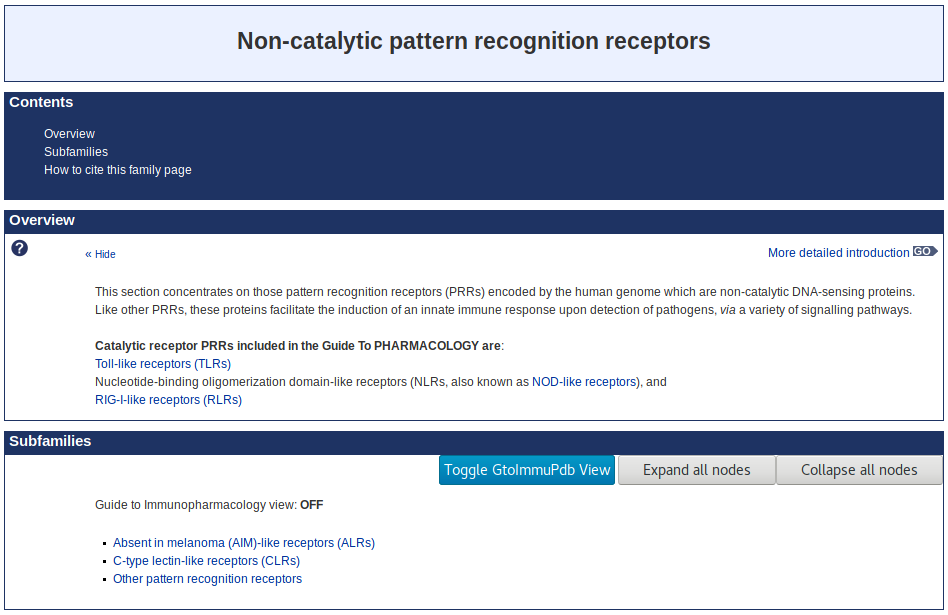 Non-catalytic pattern recognition receptors
Contents
Overview
Subfamilies
How to cite this family page
Overview
?
« Hide
More detailed introduction GO
This section concentrates on those pattern recognition receptors (PRRs) encoded by the human genome which are non-catalytic DNA-sensing proteins.
Like other PRRs, these proteins facilitate the induction of an innate immune response upon detection of pathogens, via a variety of signalling pathways.
Catalytic receptor PRRs included in the Guide To PHARMACOLOGY are:
Toll-like receptors (TLRs)
Nucleotide-binding oligomerization domain-like receptors (NLRs, also known as NOD-like receptors), and
RIG-I-like receptors (RLRs)
Subfamilies
Toggle GtoImmuPdb View
Expand all nodes
Collapse all nodes
Guide to Immunopharmacology view: OFF
Absent in melanoma (AIM)-like receptors (ALRs)
C-type lectin-like receptors (CLRs)
Other pattern recognition receptors